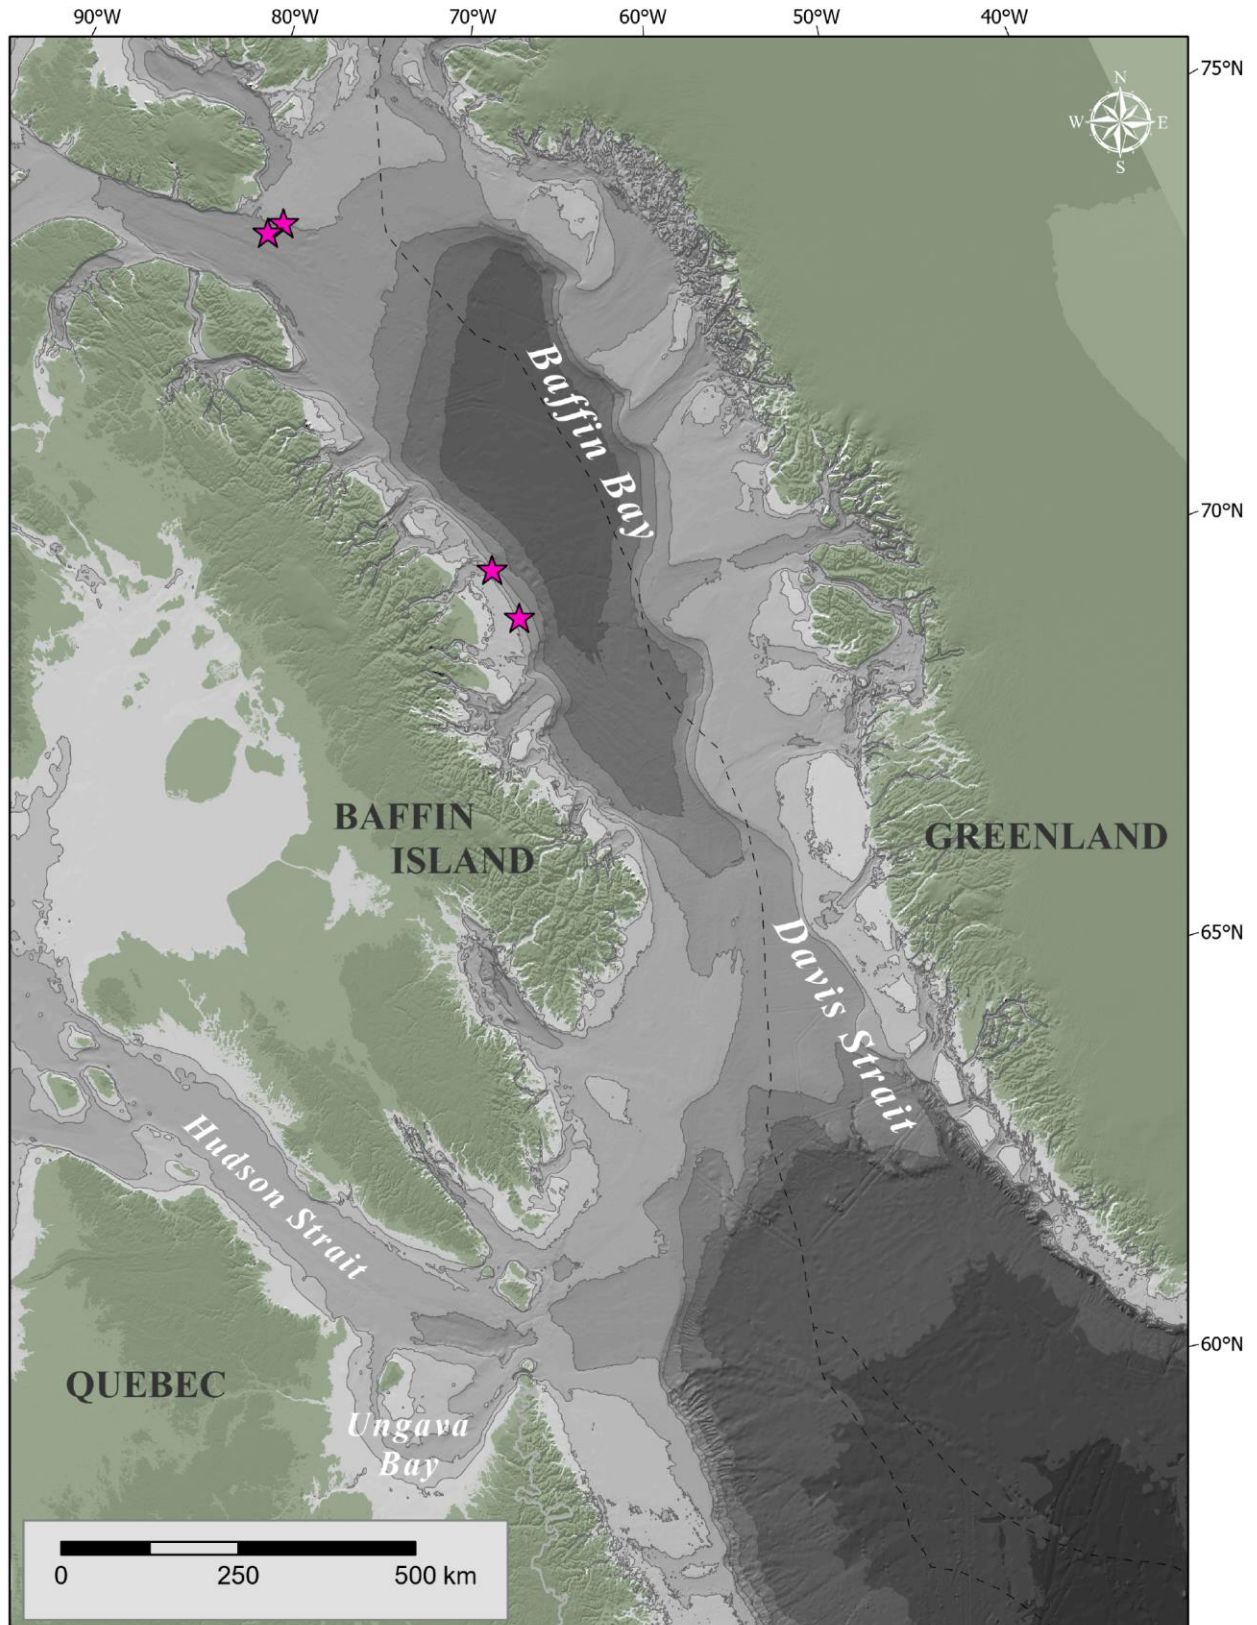 90°W 80°W 70°W 60°W 50°W 40°W
75°N
N
W E
S
Baffin Bay
70°N
BAFFIN
ISLAND
GREENLAND
Davis Strait
65°N
Hudson Strait
60°N
QUEBEC
Ungava
Bay
0 250 500 km